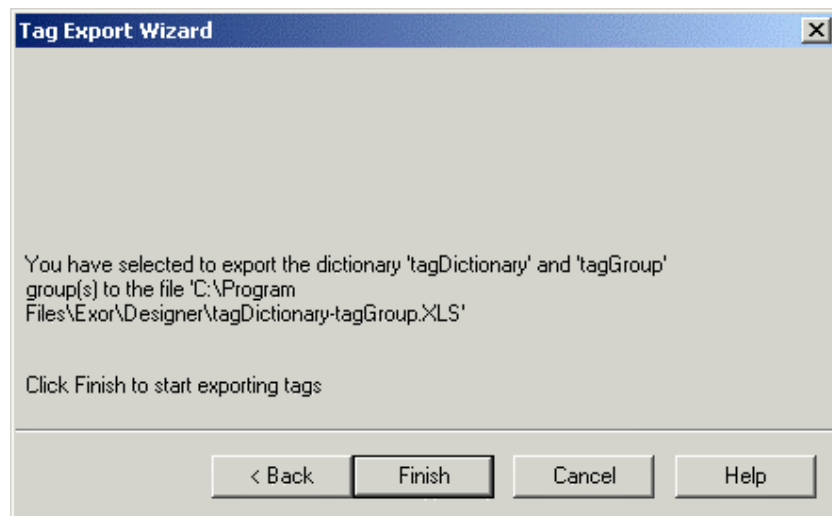 Tag Export Wizard
You have selected to export the dictionary 'tagDictionary' and 'tagGroup'
group(s) to the file 'C:\Program
Files\Exor\Designer\tagDictionary-tagGroup.XLS'
Click Finish to start exporting tags
< Back
Finish
Cancel
Help